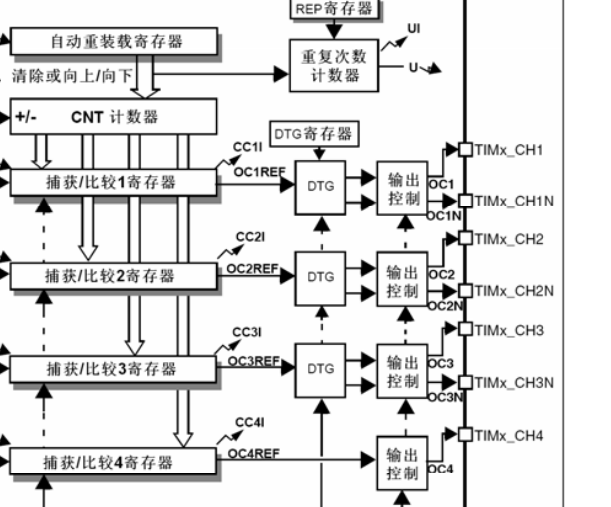 REP寄存器
自动重装载寄存器
UI
重复次数
计数器
U
清除或向上/向下
+/-
CNT 计数器
DTG寄存器
CC1I
OC1REF
捕获/比较1寄存器
DTG
输出
控制
OC1
OC1N
TIMx_CH1
TIMx_CH1N
CC2I
OC2REF
捕获/比较2寄存器
DTG
输出
控制
OC2
OC2N
TIMx_CH2
TIMx_CH2N
CC3I
OC3REF
捕获/比较3寄存器
DTG
输出
控制
OC3
OC3N
TIMx_CH3
TIMx_CH3N
CC4I
OC4REF
捕获/比较4寄存器
输出
控制
OC4
TIMx_CH4